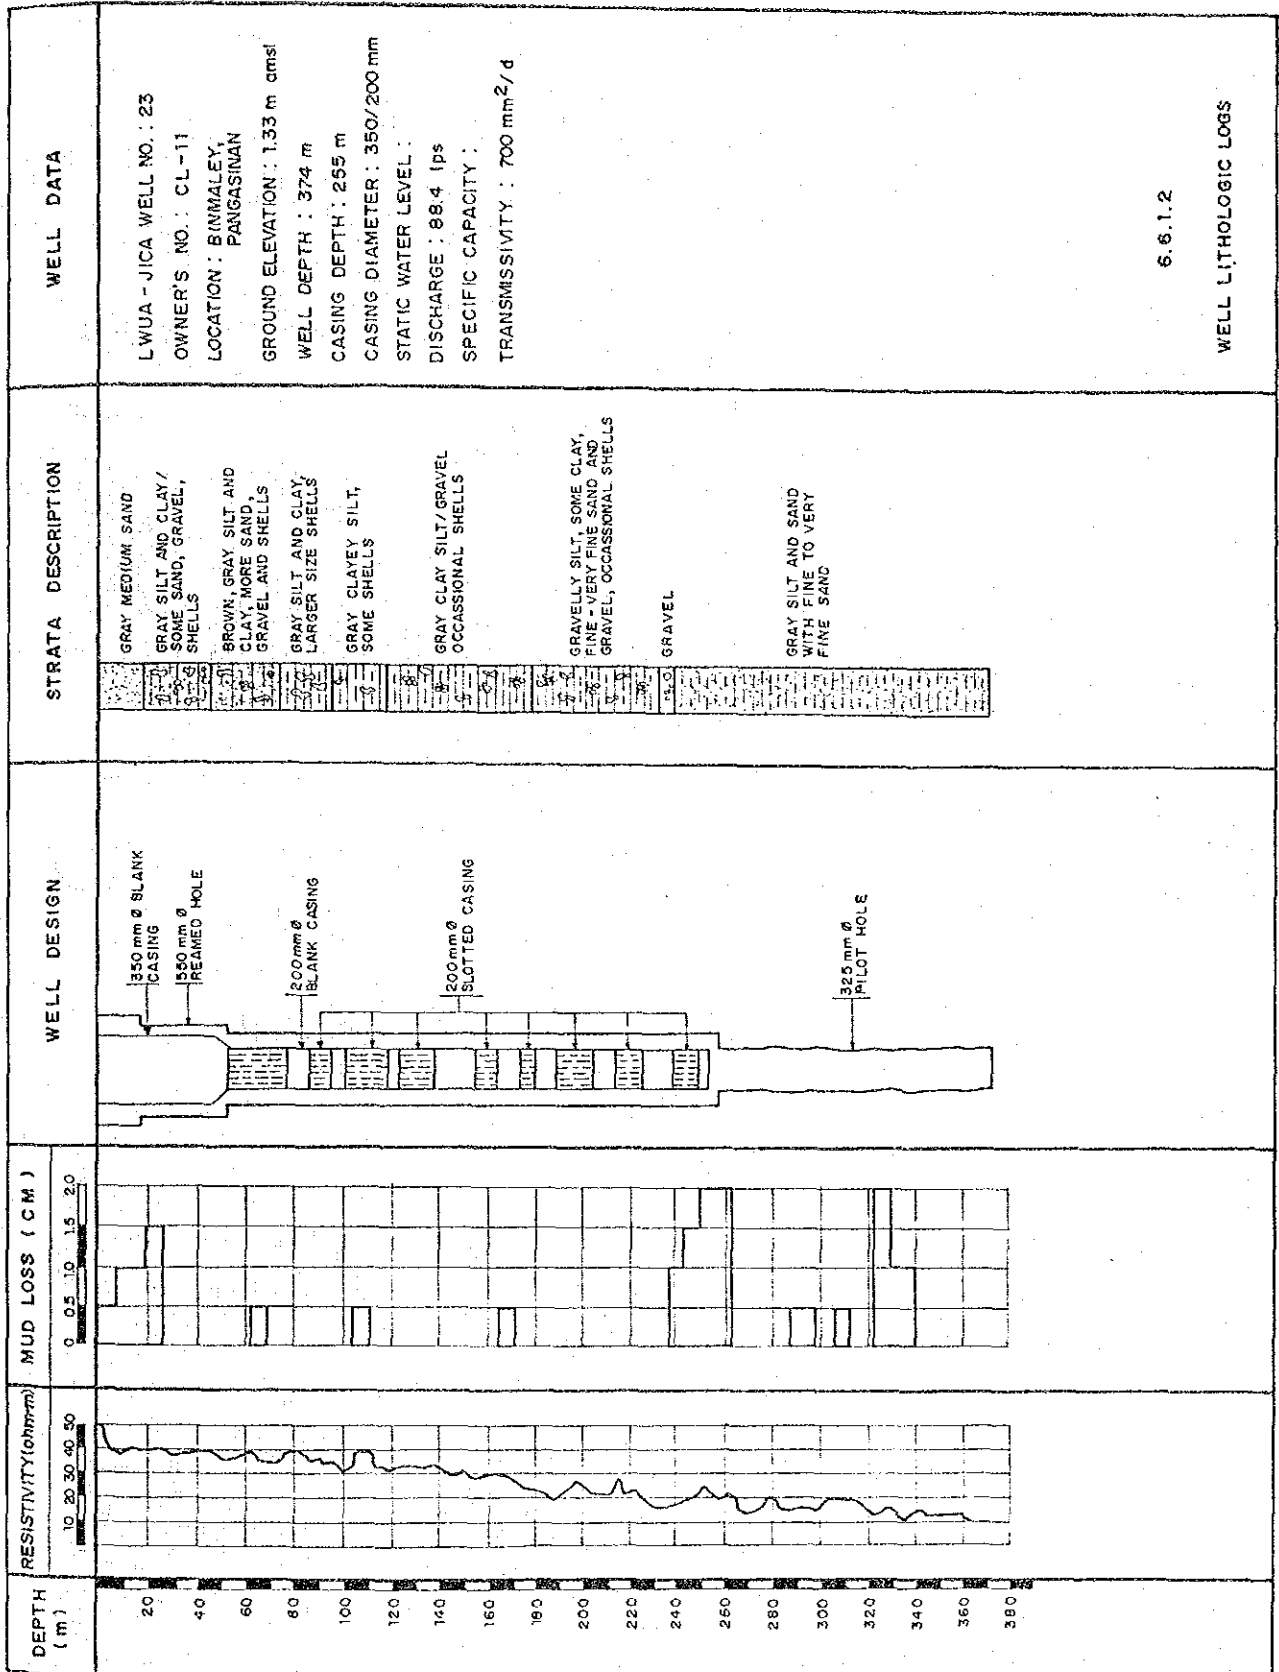 DEPTH
(m)
20
40
60
80
100
120
140
160
180
200
220
240
260
280
300
320
340
360
380
RESISTIVITY(ohm-m)
10 20 30 40 50
MUD LOSS (CM)
0 0.5 1.0 1.5 2.0
WELL DESIGN
350 mm Ø BLANK
CASING
550 mm Ø
REAMED HOLE
200mm Ø
BLANK CASING
200mm Ø
SLOTTED CASING
325 mm Ø
PILOT HOLE
STRATA DESCRIPTION
GRAY MEDIUM SAND
GRAY SILT AND CLAY/
SOME SAND, GRAVEL,
SHELLS
BROWN, GRAY SILT AND
CLAY, MORE SAND,
GRAVEL AND SHELLS
GRAY SILT AND CLAY,
LARGER SIZE SHELLS
GRAY CLAYEY SILT,
SOME SHELLS
GRAY CLAY SILT/GRAVEL
OCCASSIONAL SHELLS
GRAVELLY SILT, SOME CLAY,
FINE-VERY FINE SAND AND
GRAVEL, OCCASSIONAL SHELLS
GRAVEL
GRAY SILT AND SAND
WITH FINE TO VERY
FINE SAND
WELL DATA
LWUA-JICA WELL NO.: 23
OWNER'S NO.: CL-11
LOCATION: BINMALEY,
PANGASINAN
GROUND ELEVATION: 1.33 m amsl
WELL DEPTH: 374 m
CASING DEPTH: 255 m
CASING DIAMETER: 350/200 mm
STATIC WATER LEVEL:
DISCHARGE: 88.4 lps
SPECIFIC CAPACITY:
TRANSMISSIVITY: 700 mm²/d
6.6.1.2
WELL LITHOLOGIC LOGS